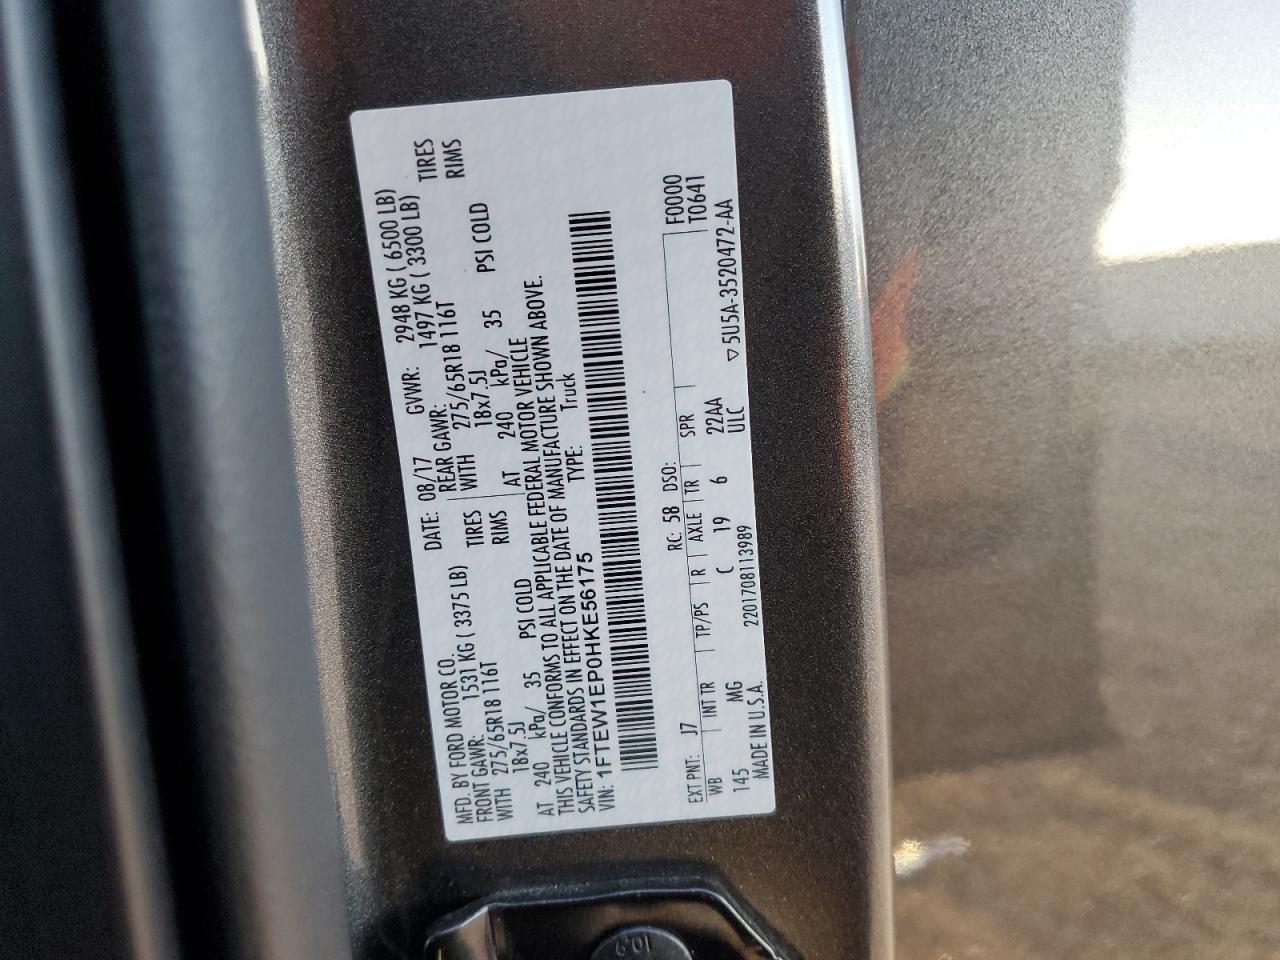 MFD. BY FORD MOTOR CO.
DATE: 08/17 GVWR: 2948 KG ( 6500 LB)
FRONT GAWR: 1531 KG ( 3375 LB) REAR GAWR: 1497 KG ( 3300 LB)
WITH 275/65R18 116T TIRES WITH 275/65R18 116T TIRES
18x7.5J RIMS 18x7.5J RIMS
AT 240 kPa/ 35 PSI COLD AT 240 kPa/ 35 PSI COLD
THIS VEHICLE CONFORMS TO ALL APPLICABLE FEDERAL MOTOR VEHICLE
SAFETY STANDARDS IN EFFECT ON THE DATE OF MANUFACTURE SHOWN ABOVE.
VIN: 1FTEW1EP0HKE56175 TYPE: Truck
EXT PNT: J7 RC: 58 DSO: F0000
WB INT TR TP/PS R AXLE TR SPR T0641
145 MG C 19 6 22AA
MADE IN U.S.A. 2201708113989 ULC ▽5U5A-3520472-AA
10.9